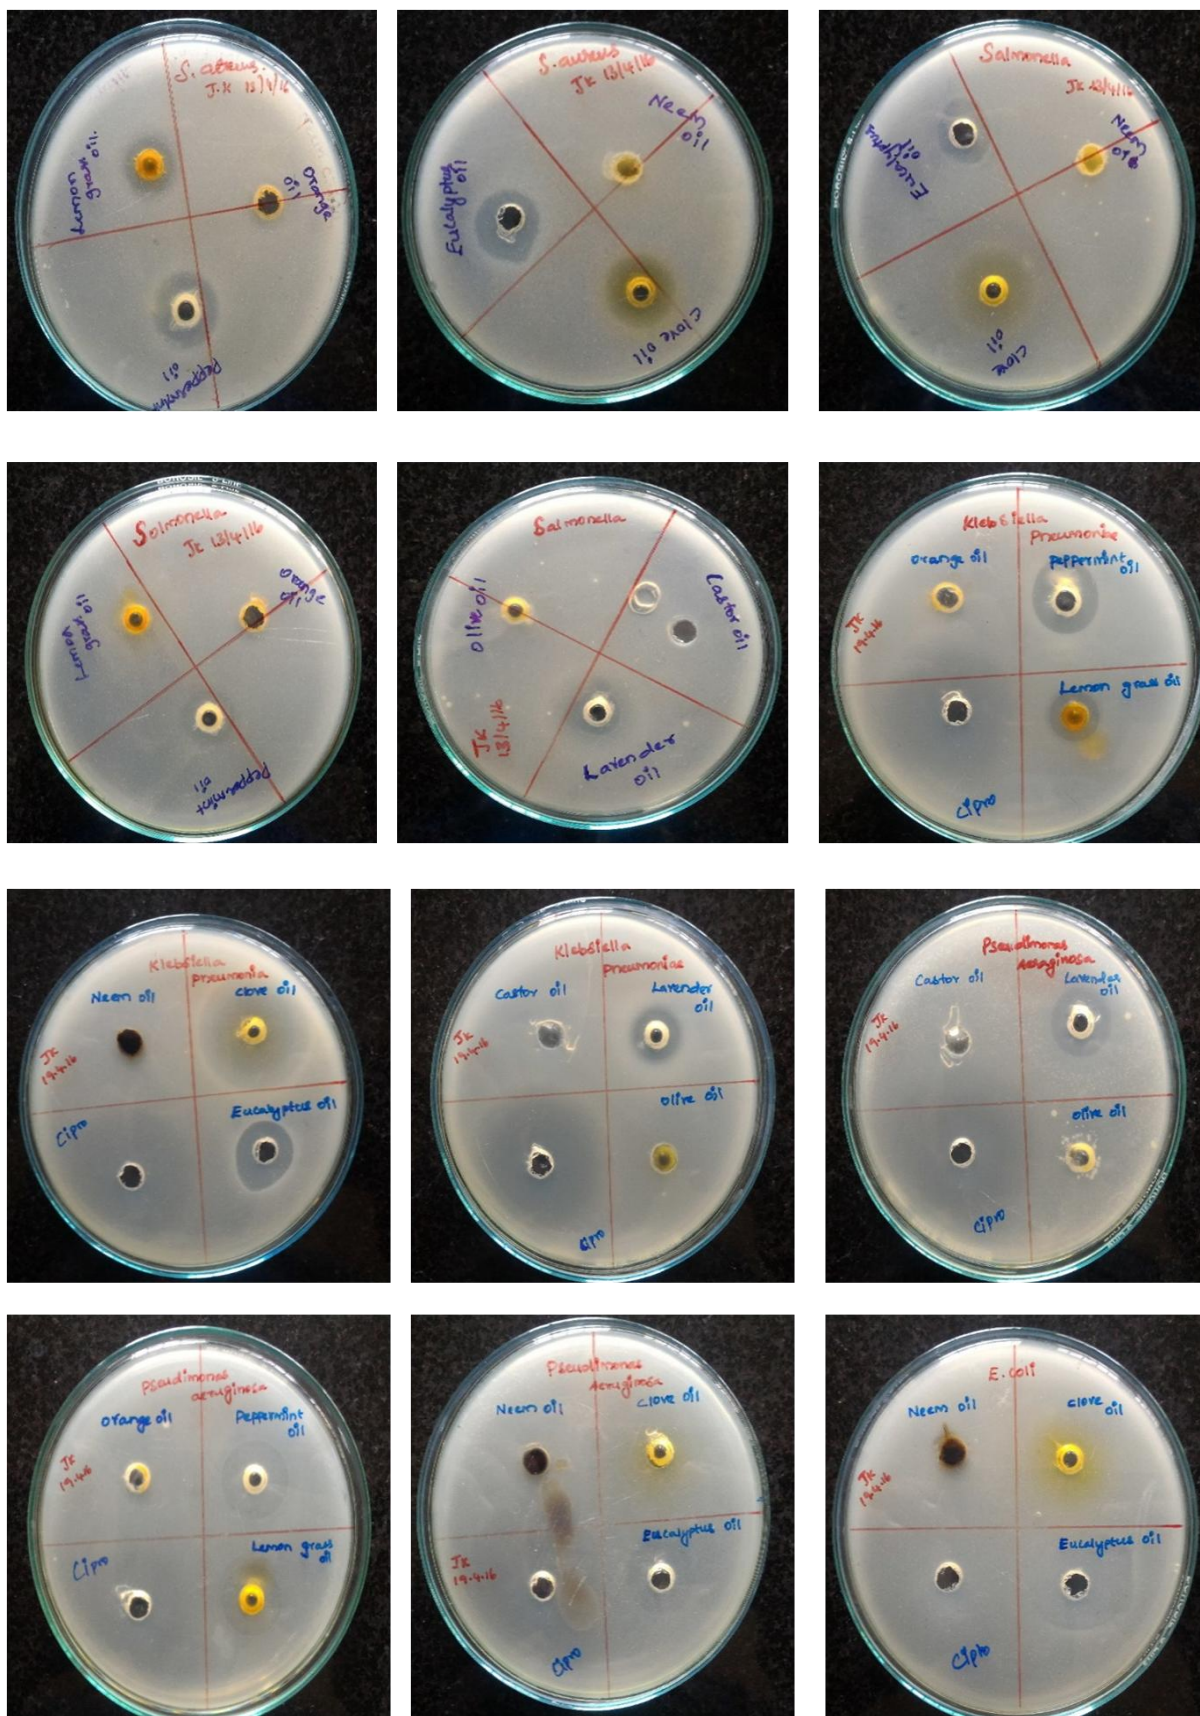 S. aureus
J.K 13/4/16
Lemon
grass
oil.
Orange
oil
Peppermint
oil
S. aureus
JK 13/4/16
Neem
oil
Eucalyptus
oil
Clove oil
Salmonella
JK 13/4/16
Eucalyptus
oil
Neem
oil
Clove
oil
Salmonella
JK 13/4/16
Lemon
grass oil
Orange
oil
Peppermint
oil
Salmonella
Olive oil
Castor oil
JK
13/4/16
Lavender
oil
Klebsiella
Pneumoniae
Orange oil
Peppermint
oil
JK
19.4.16
Lemon grass oil
Cipro
Klebsiella
pneumonia
Neem oil
clove oil
JK
19.4.16
Cipro
Eucalyptus oil
Klebsiella
Pneumoniae
Castor oil
Lavender
oil
JK
19.4.16
Olive oil
Cipro
Pseudimonas
Aeraginosa
Castor oil
Lavender
oil
JK
19.4.16
Olive oil
Cipro
Pseudimonas
aeruginosa
Orange oil
Peppermint
oil
JK
19.4.16
Cipro
Lemon grass
oil
Pseudimonas
Aeruginosa
Neem oil
Clove oil
JK
19.4.16
Eucalyptus oil
Cipro
E. coli
Neem oil
clove
oil
JK
19.4.16
Eucalyptus oil
Cipro